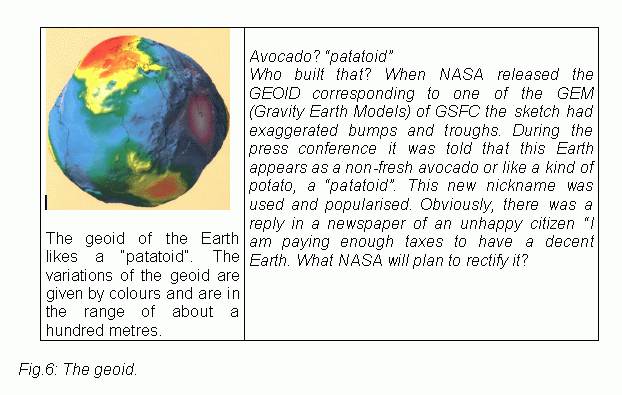 The geoid of the Earth
likes a "patatoid". The
variations of the geoid are
given by colours and are in
the range of about a
hundred metres.
Avocado? "patatoid"
Who built that? When NASA released the
GEOID corresponding to one of the GEM
(Gravity Earth Models) of GSFC the sketch had
exaggerated bumps and troughs. During the
press conference it was told that this Earth
appears as a non-fresh avocado or like a kind of
potato, a "patatoid". This new nickname was
used and popularised. Obviously, there was a
reply in a newspaper of an unhappy citizen "I
am paying enough taxes to have a decent
Earth. What NASA will plan to rectify it?
Fig.6: The geoid.